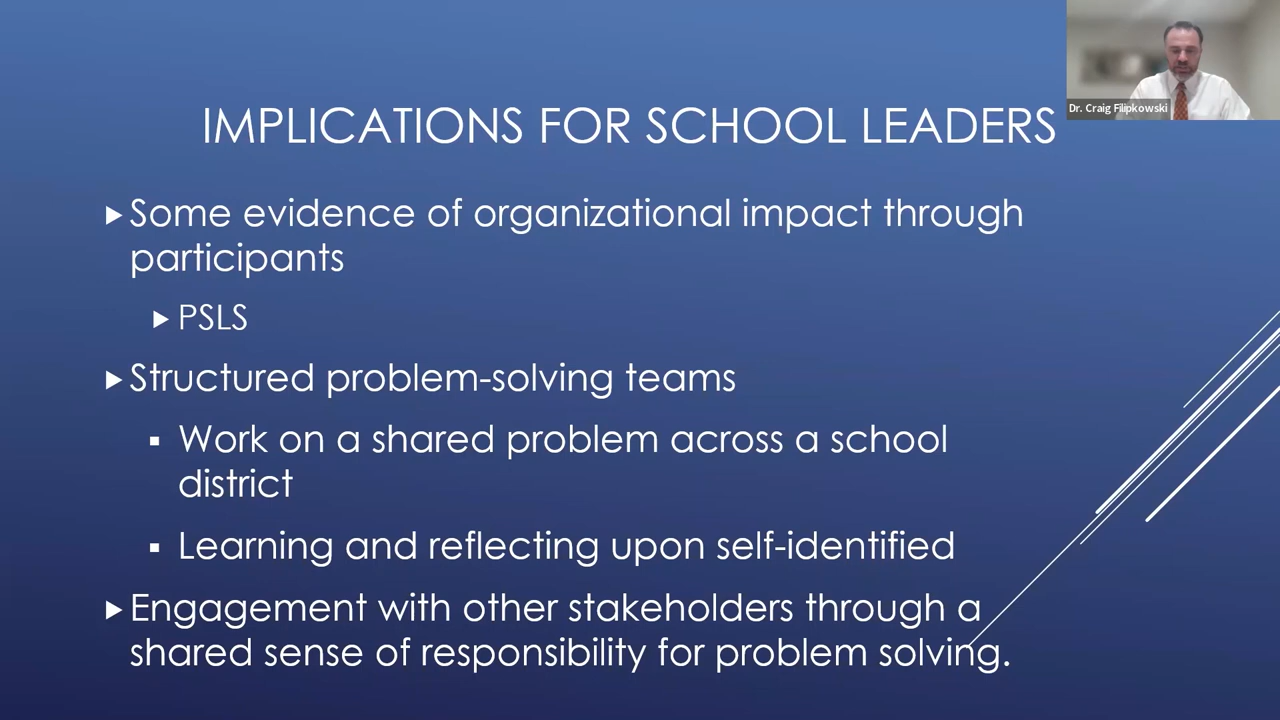 Dr. Craig Filipkowski
IMPLICATIONS FOR SCHOOL LEADERS
Some evidence of organizational impact through
participants
PSLS
Structured problem-solving teams
Work on a shared problem across a school
district
Learning and reflecting upon self-identified
Engagement with other stakeholders through a
shared sense of responsibility for problem solving.